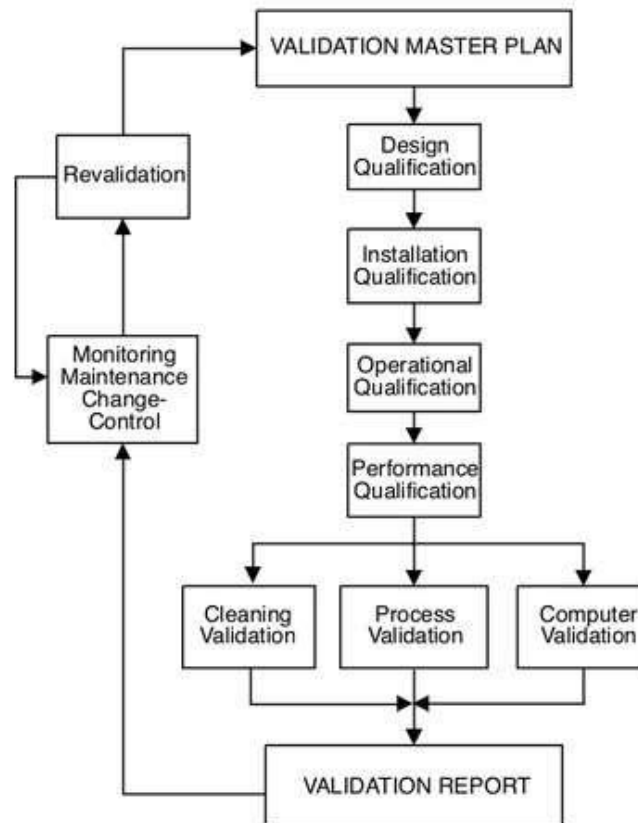 VALIDATION MASTER PLAN
Design
Qualification
Revalidation
Installation
Qualification
Monitoring
Maintenance
Change-
Control
Operational
Qualification
Performance
Qualification
Cleaning
Validation
Process
Validation
Computer
Validation
VALIDATION REPORT